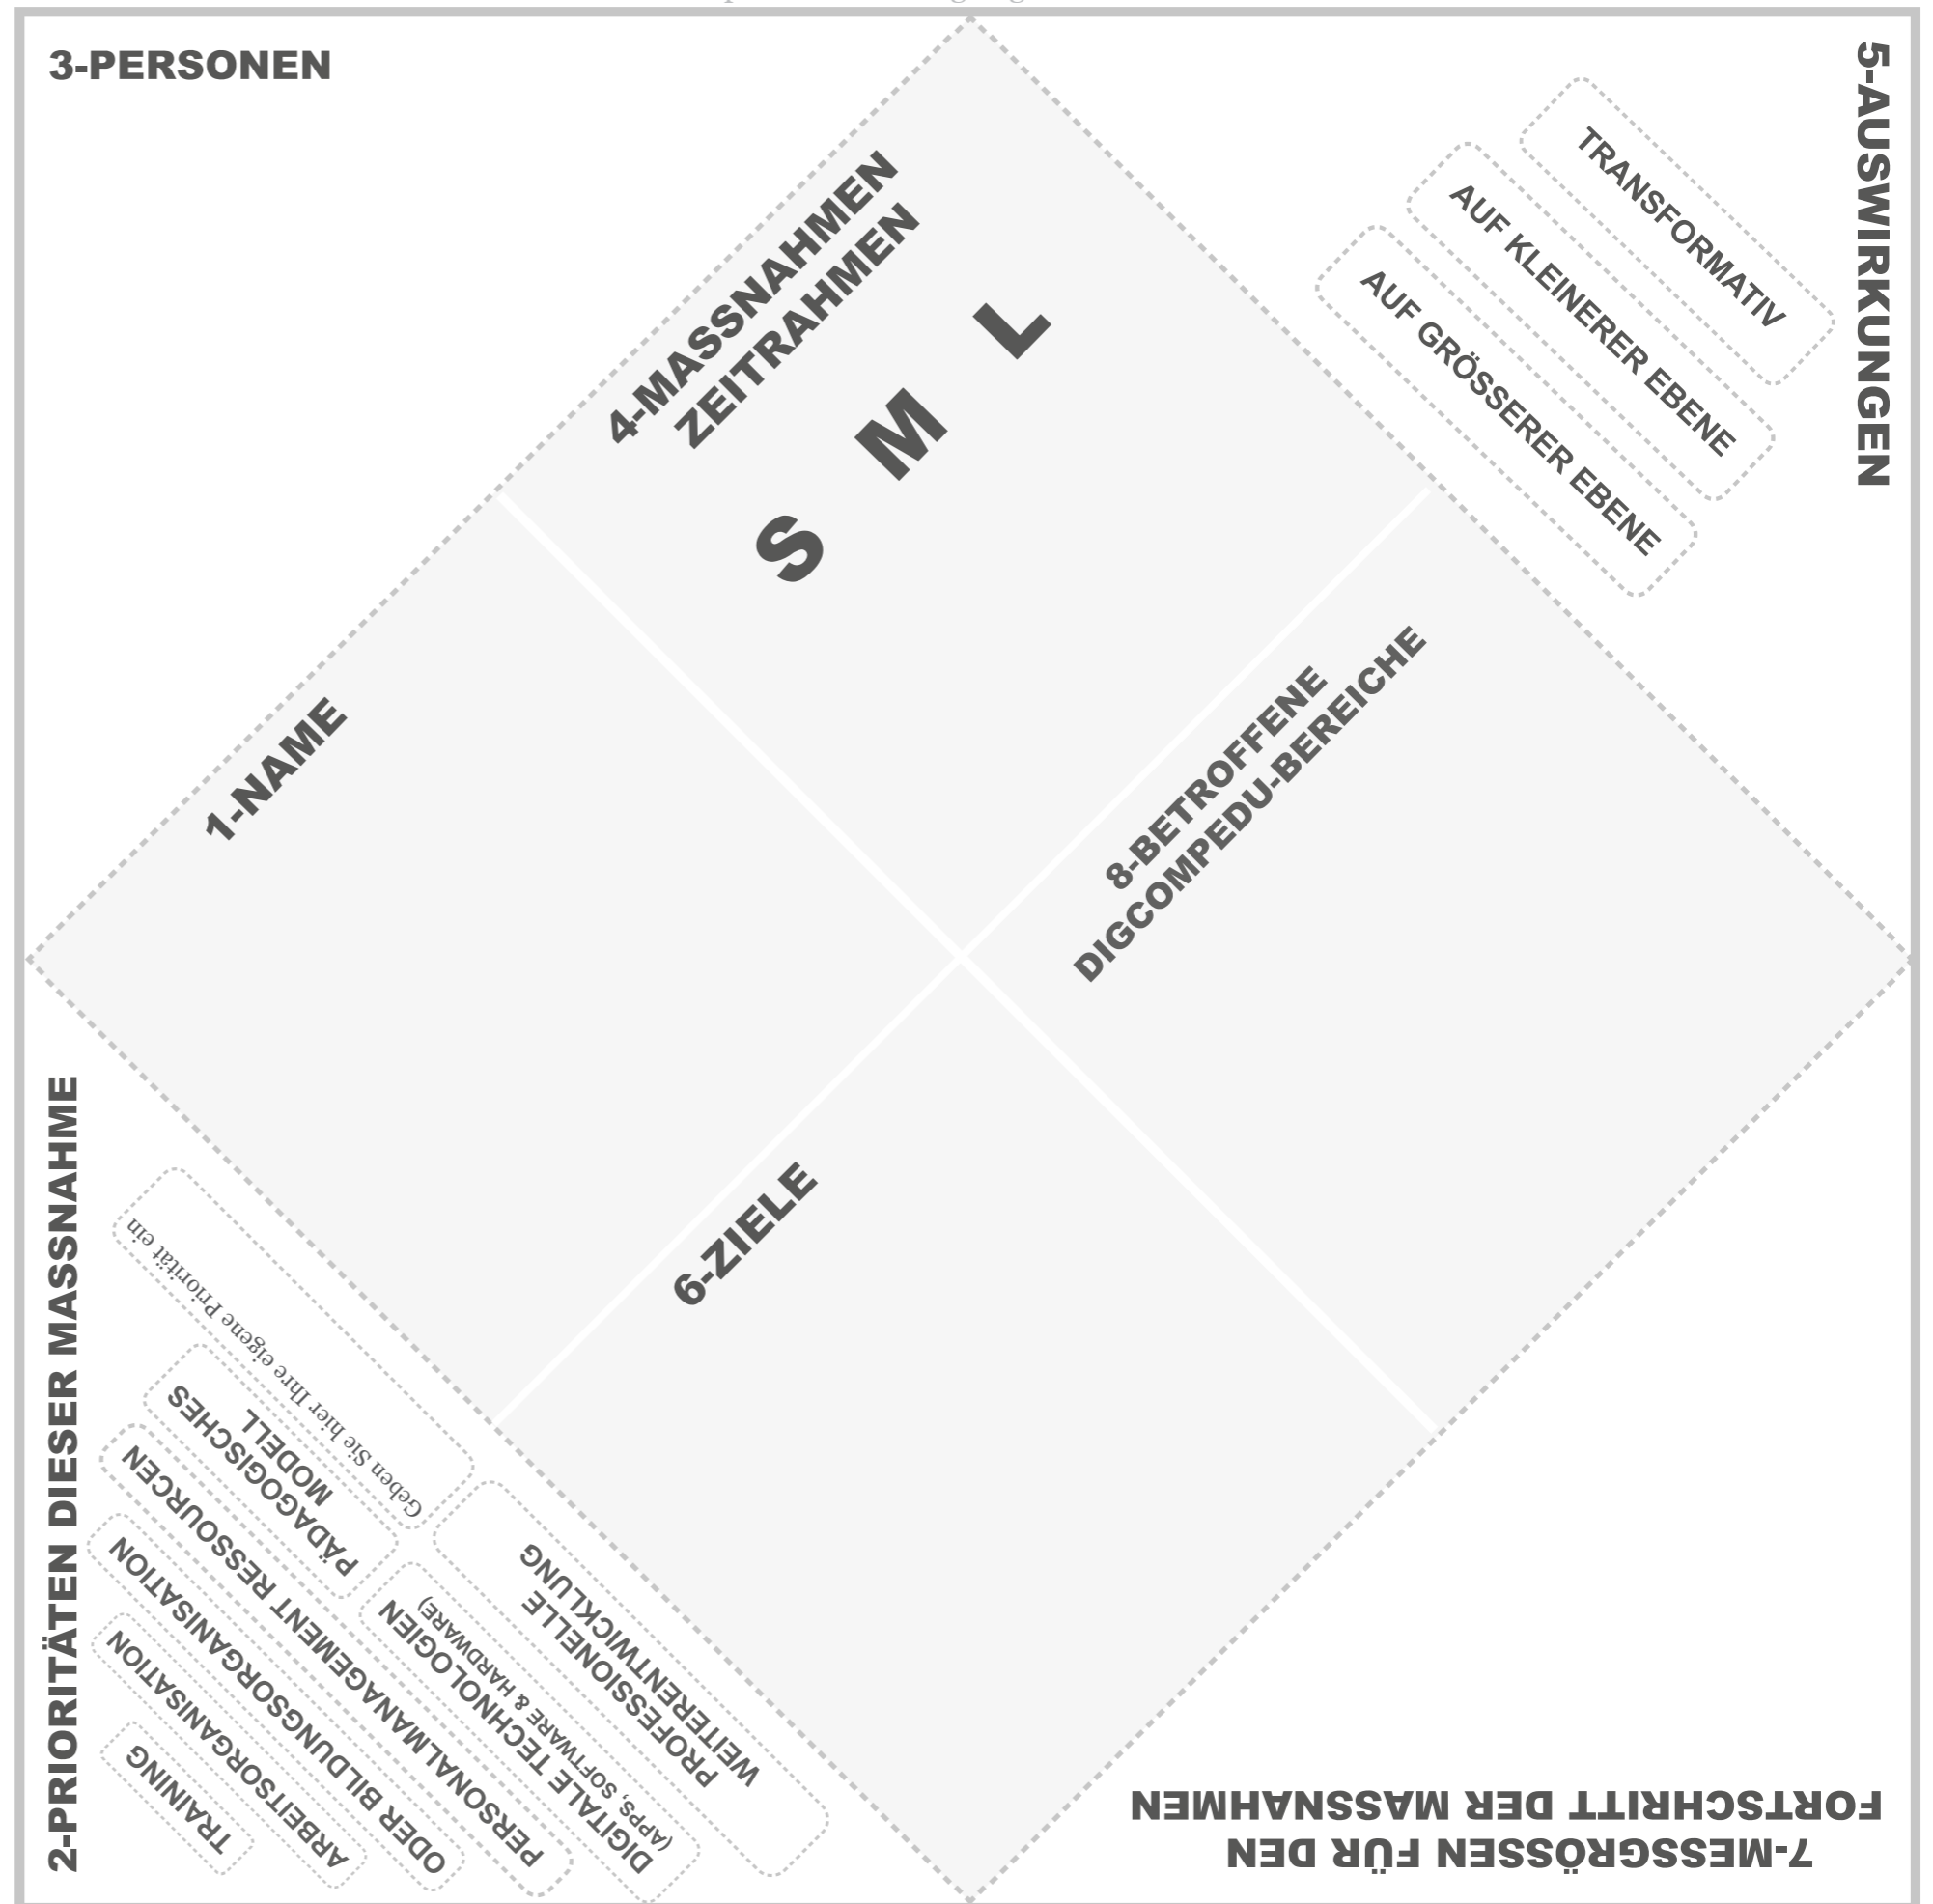 3-PERSONEN
5-AUSWIRKUNGEN
TRANSFORMATIV
AUF KLEINERER EBENE
AUF GRÖSSERER EBENE
4-MASSNAHMEN
ZEITRAHMEN
S M L
1-NAME
8-BETROFFENE
DIGCOMPEDU-BEREICHE
6-ZIELE
2-PRIORITÄTEN DIESER MASSNAHME
Geben Sie hier Ihre eigene Priorität ein
PÄDAGOGISCHES
MODELL
PERSONALMANAGEMENT RESSOURCEN
ODER BILDUNGSORGANISATION
ARBEITSORGANISATION
TRAINING
PROFESSIONELLE
WEITERENTWICKLUNG
DIGITALE TECHNOLOGIEN
(APPS, SOFTWARE & HARDWARE)
7-MESSGRÖSSEN FÜR DEN
FORTSCHRITT DER MASSNAHMEN